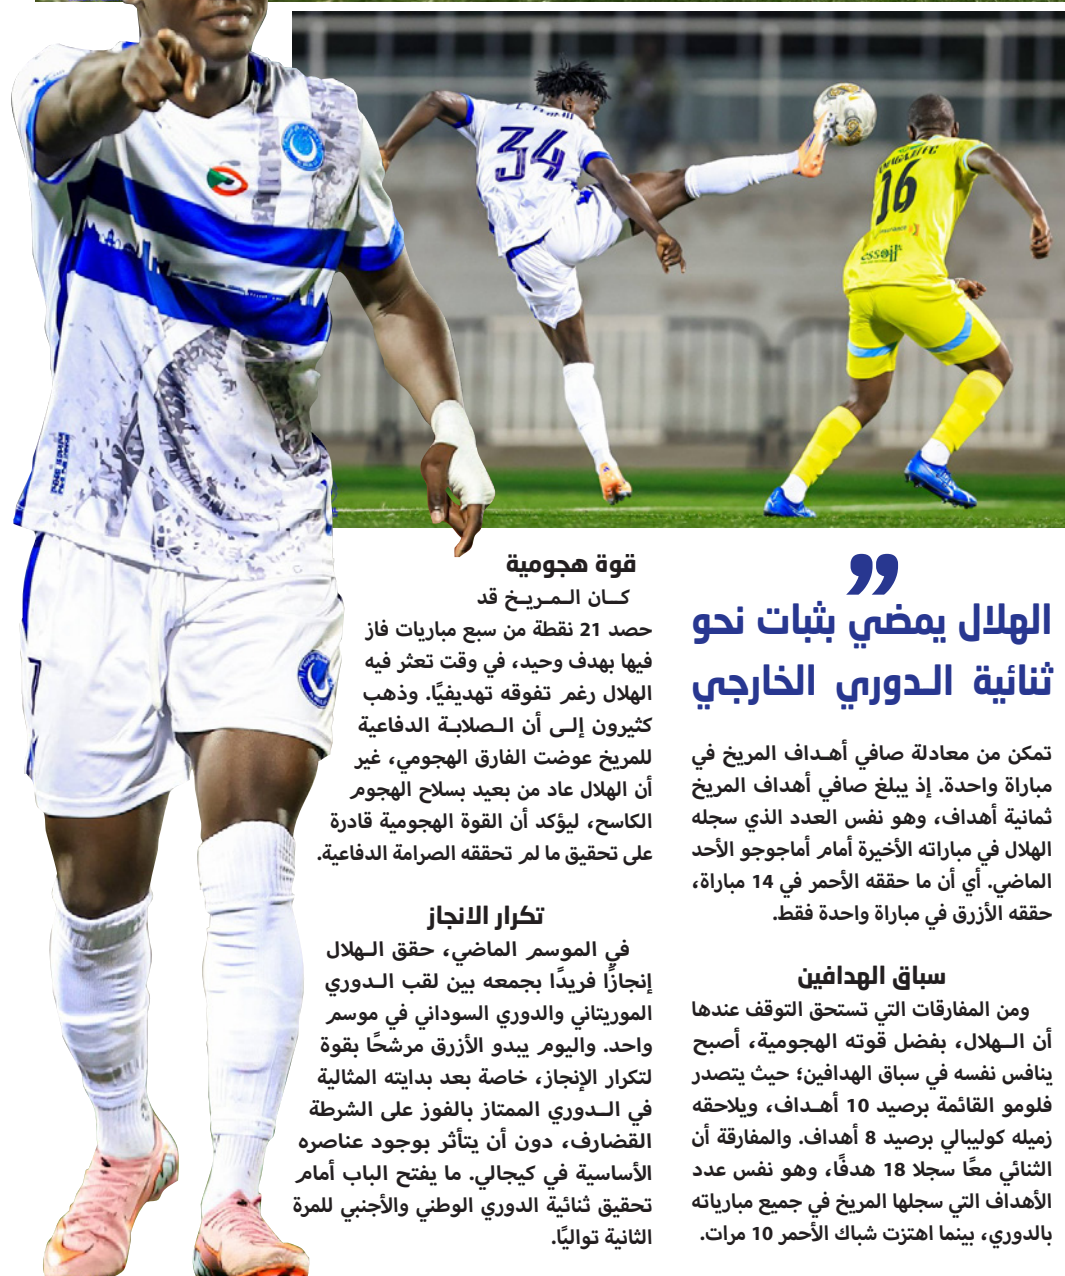 34
16
essoil
7
”
الهلال يمضي بثبات نحو
ثنائية الـدوري الخارجي
تمكن من معادلة صافي أهـداف المريخ في
مباراة واحدة. إذ يبلغ صافي أهداف المريخ
ثمانية أهداف، وهو نفس العدد الذي سجله
الهلال في مباراته الأخيرة أمام أماجوجو الأحد
الماضي. أي أن ما حققه الأحمر في 14 مباراة،
حققه الأزرق في مباراة واحدة فقط.
سباق الهدافين
ومن المفارقات التي تستحق التوقف عندها
أن الــهلال، بفضل قوته الهجومية، أصبح
ينافس نفسه في سباق الهدافين؛ حيث يتصدر
فلومو القائمة برصيد 10 أهـداف، ويلاحقه
زميله كوليبالي برصيد 8 أهداف. والمفارقة أن
الثنائي معًا سجلا 18 هدفًا، وهو نفس عدد
الأهداف التي سجلها المريخ في جميع مبارياته
بالدوري، بينما اهتزت شباك الأحمر 10 مرات.
قوة هجومية
كــان الـمـريـخ قد
حصد 21 نقطة من سبع مباريات فاز
فيها بهدف وحيد، في وقت تعثر فيه
الهلال رغم تفوقه تهديفيًا. وذهب
كثيرون إلـى أن الـصلابـة الدفاعية
للمريخ عوضت الفارق الهجومي، غير
أن الهلال عاد من بعيد بسلاح الهجوم
الكاسح، ليؤكد أن القوة الهجومية قادرة
على تحقيق ما لم تحققه الصرامة الدفاعية.
تكرار الانجاز
في الموسم الماضي، حقق الـهلال
إنجازًا فريدًا بجمعه بين لقب الـدوري
الموريتاني والدوري السوداني في موسم
واحد. واليوم يبدو الأزرق مرشحًا بقوة
لتكرار الإنجاز، خاصة بعد بدايته المثالية
في الــدوري الممتاز بالفوز على الشرطة
القضارف، دون أن يتأثر بوجود عناصره
الأساسية في كيجالي. ما يفتح الباب أمام
تحقيق ثنائية الدوري الوطني والأجنبي للمرة
الثانية تواليًا.